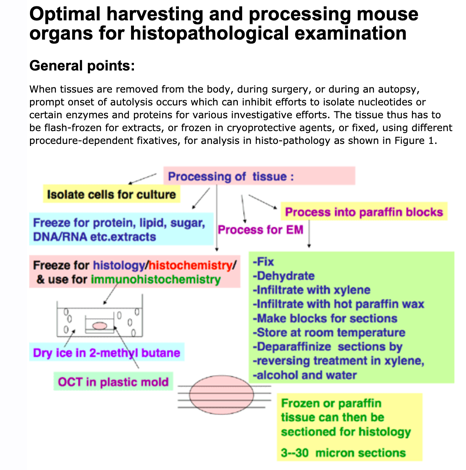 Optimal harvesting and processing mouse
organs for histopathological examination
General points:
When tissues are removed from the body, during surgery, or during an autopsy,
prompt onset of autolysis occurs which can inhibit efforts to isolate nucleotides or
certain enzymes and proteins for various investigative efforts. The tissue thus has to
be flash-frozen for extracts, or frozen in cryoprotective agents, or fixed, using different
procedure-dependent fixatives, for analysis in histo-pathology as shown in Figure 1.
Processing of tissue :
Isolate cells for culture
Process into paraffin blocks
Freeze for protein, lipid, sugar,
DNA/RNA etc.extracts
Process for EM
Freeze for histology/histochemistry/
& use for immunohistochemistry
-Fix
-Dehydrate
-Infiltrate with xylene
-Infiltrate with hot paraffin wax
-Make blocks for sections
-Store at room temperature
-Deparaffinize sections by
-reversing treatment in xylene,
-alcohol and water
Dry ice in 2-methyl butane
OCT in plastic mold
Frozen or paraffin
tissue can then be
sectioned for histology
3--30 micron sections